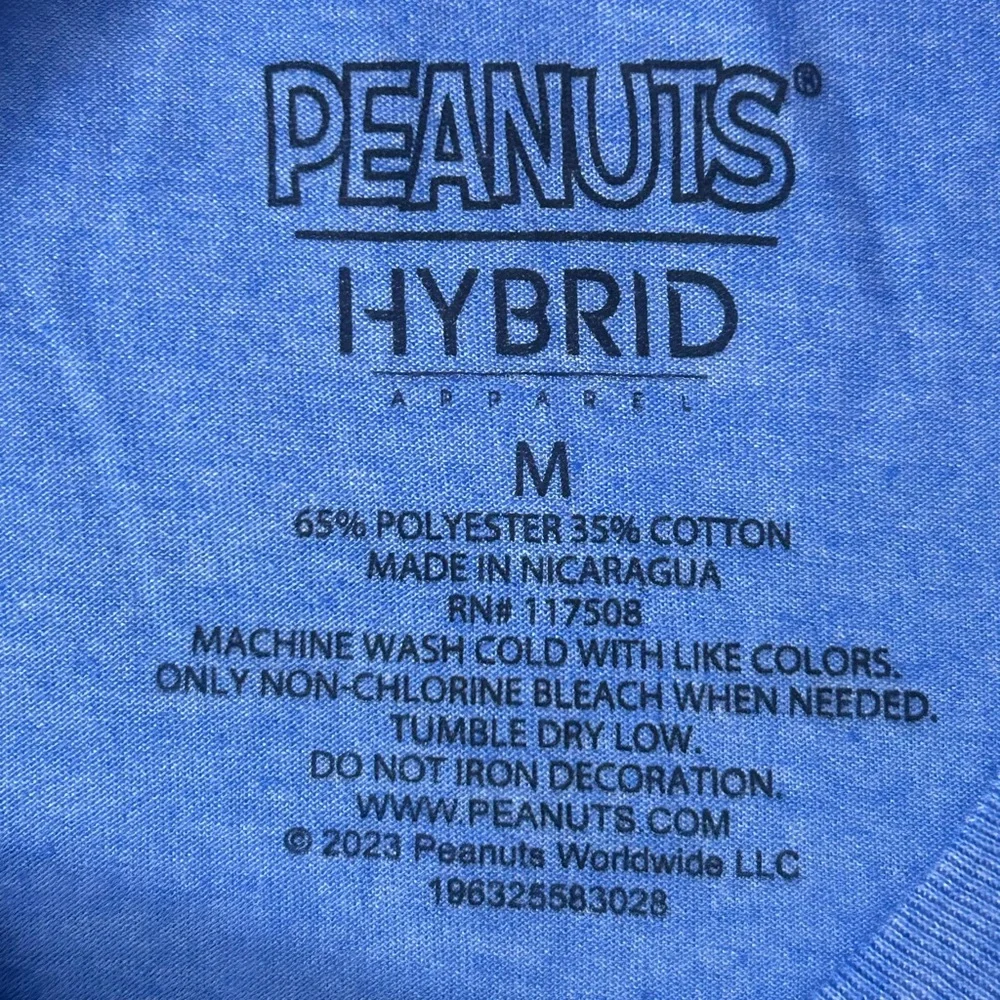 PEANUTS®
HYBRID
APPAREL
M
65% POLYESTER 35% COTTON
MADE IN NICARAGUA
RN# 117508
MACHINE WASH COLD WITH LIKE COLORS.
ONLY NON-CHLORINE BLEACH WHEN NEEDED.
TUMBLE DRY LOW.
DO NOT IRON DECORATION.
WWW.PEANUTS.COM
© 2023 Peanuts Worldwide LLC
196325583028